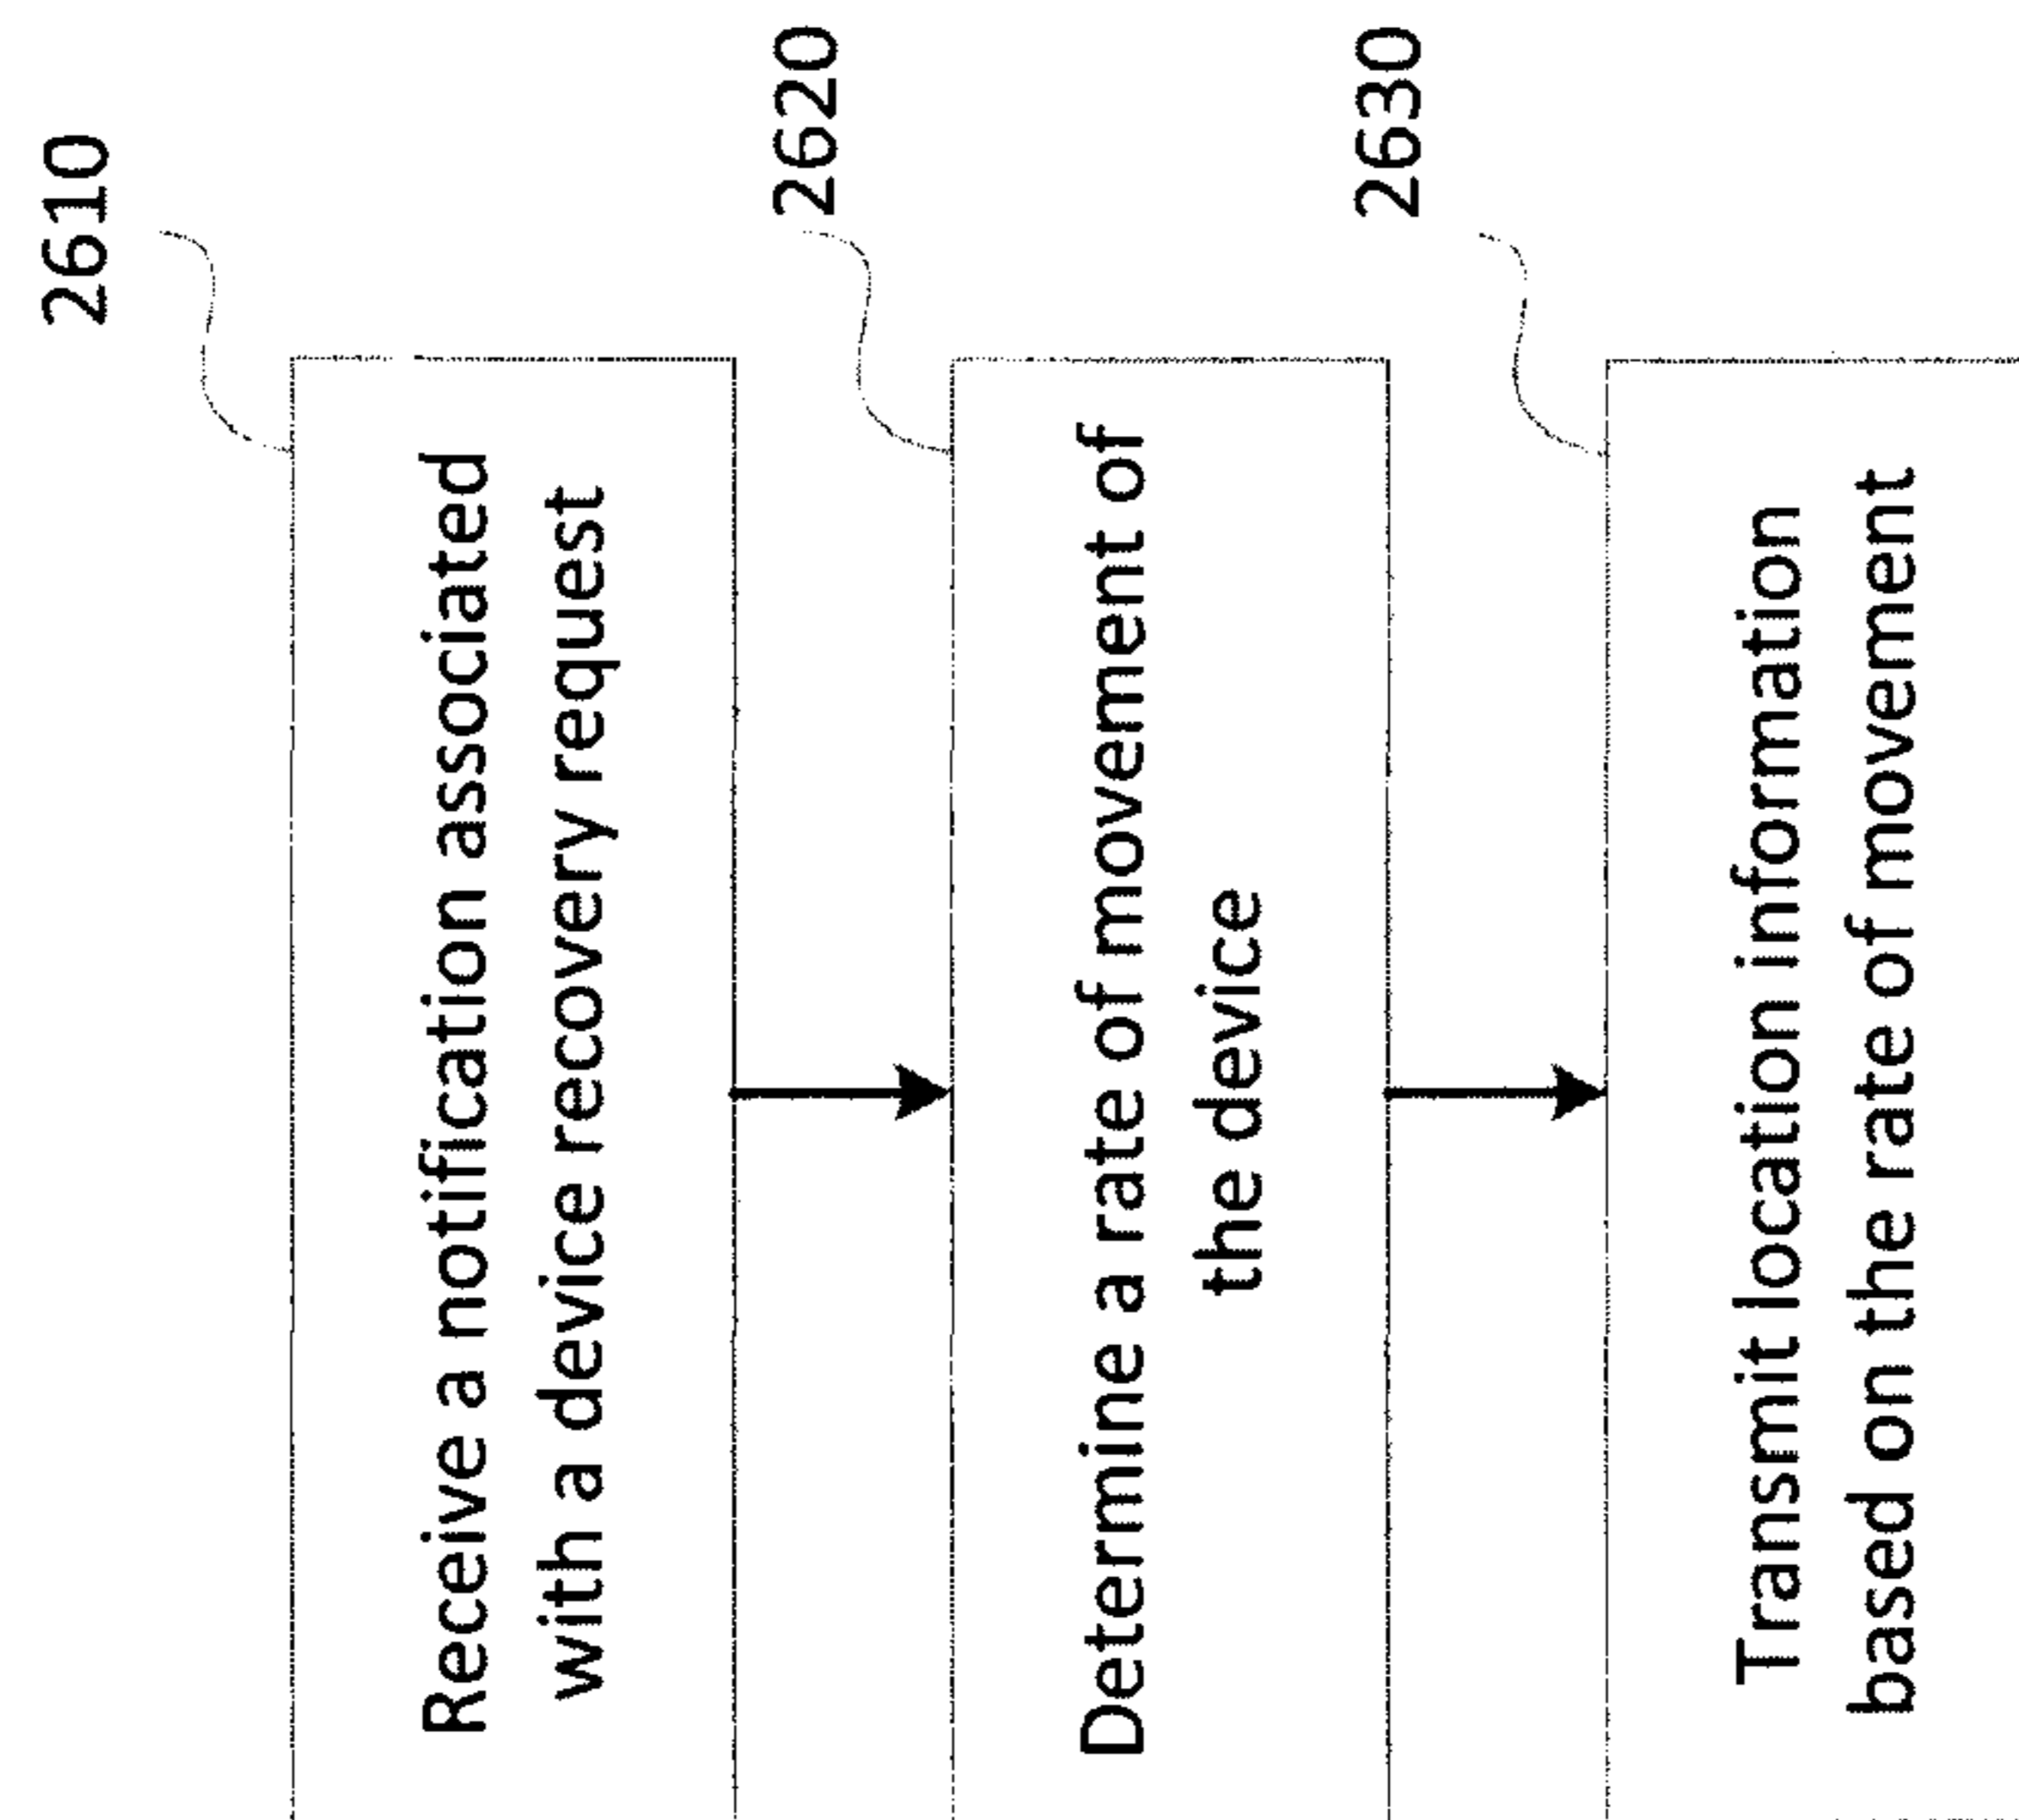 2610
Receive a notification associated
with a device recovery request
2620
Determine a rate of movement of
the device
2630
Transmit location information
based on the rate of movement